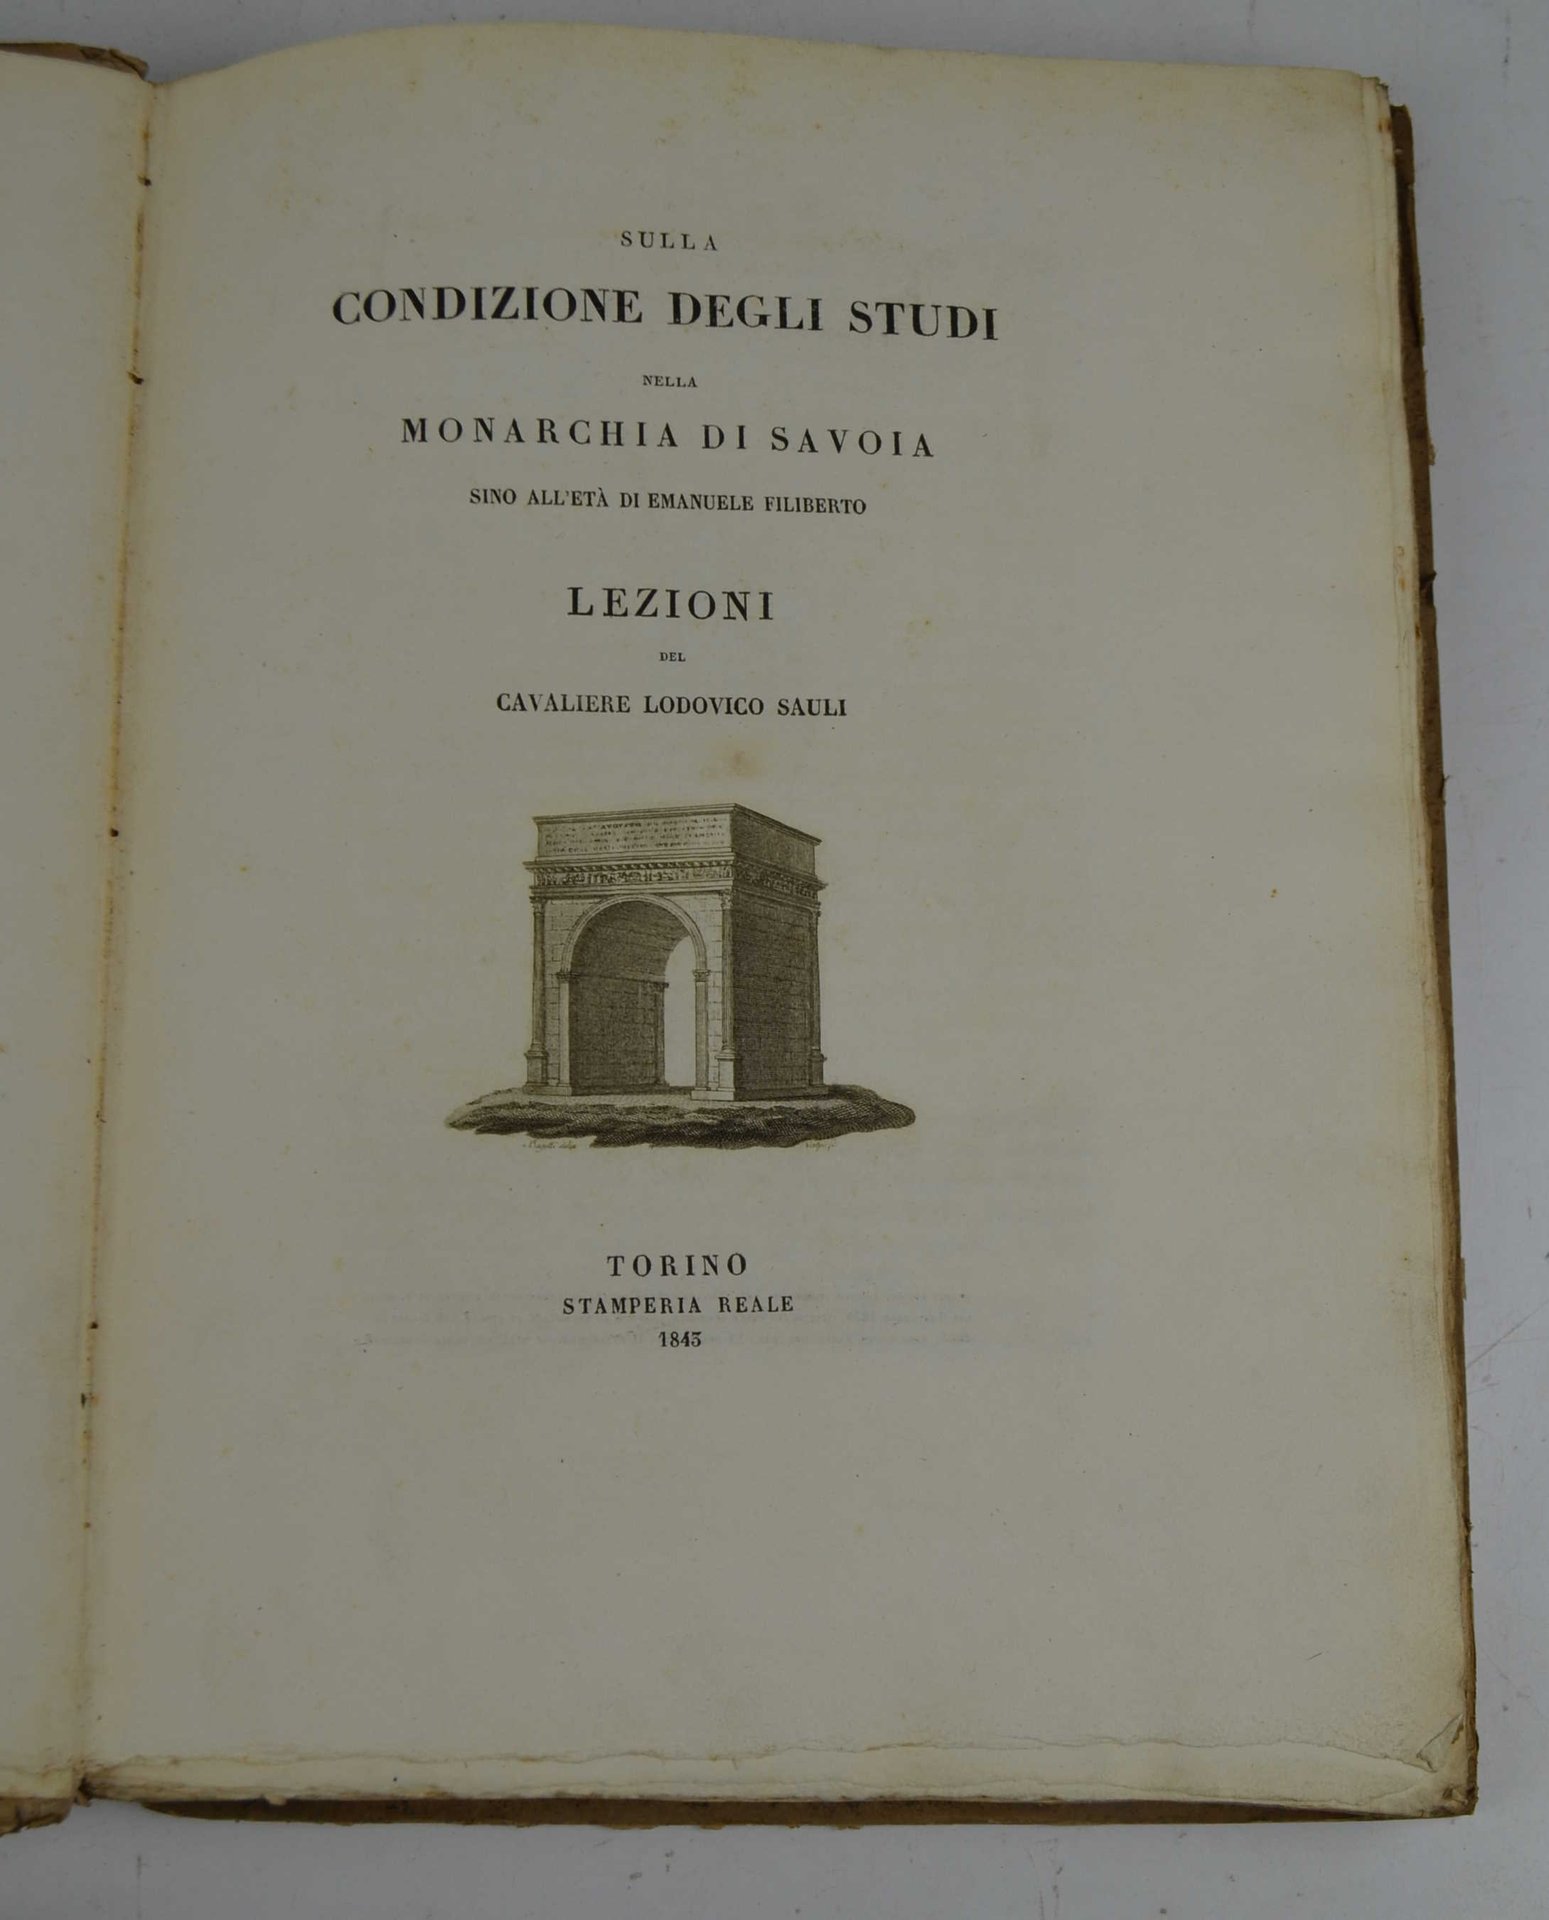 SULLA
CONDIZIONE DEGLI STUDI
NELLA
MONARCHIA DI SAVOIA
SINO ALL'ETÀ DI EMANUELE FILIBERTO
LEZIONI
DEL
CAVALIERE LODOVICO SAULI
TORINO
STAMPERIA REALE
1843